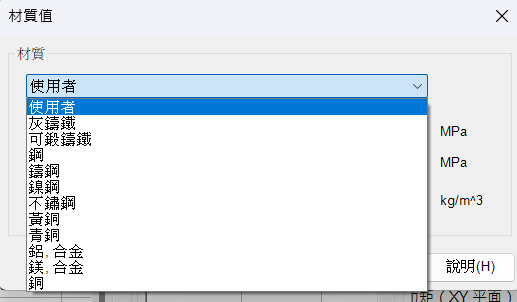 材質值
材質
使用者
使用者
灰鑄鐵
可鍛鑄鐵
鋼
鑄鋼
鎳鋼
不鏽鋼
黃銅
青銅
鋁, 合金
鎂, 合金
銅
MPa
MPa
kg/m^3
說明(H)
矩 ( XY 平面 )